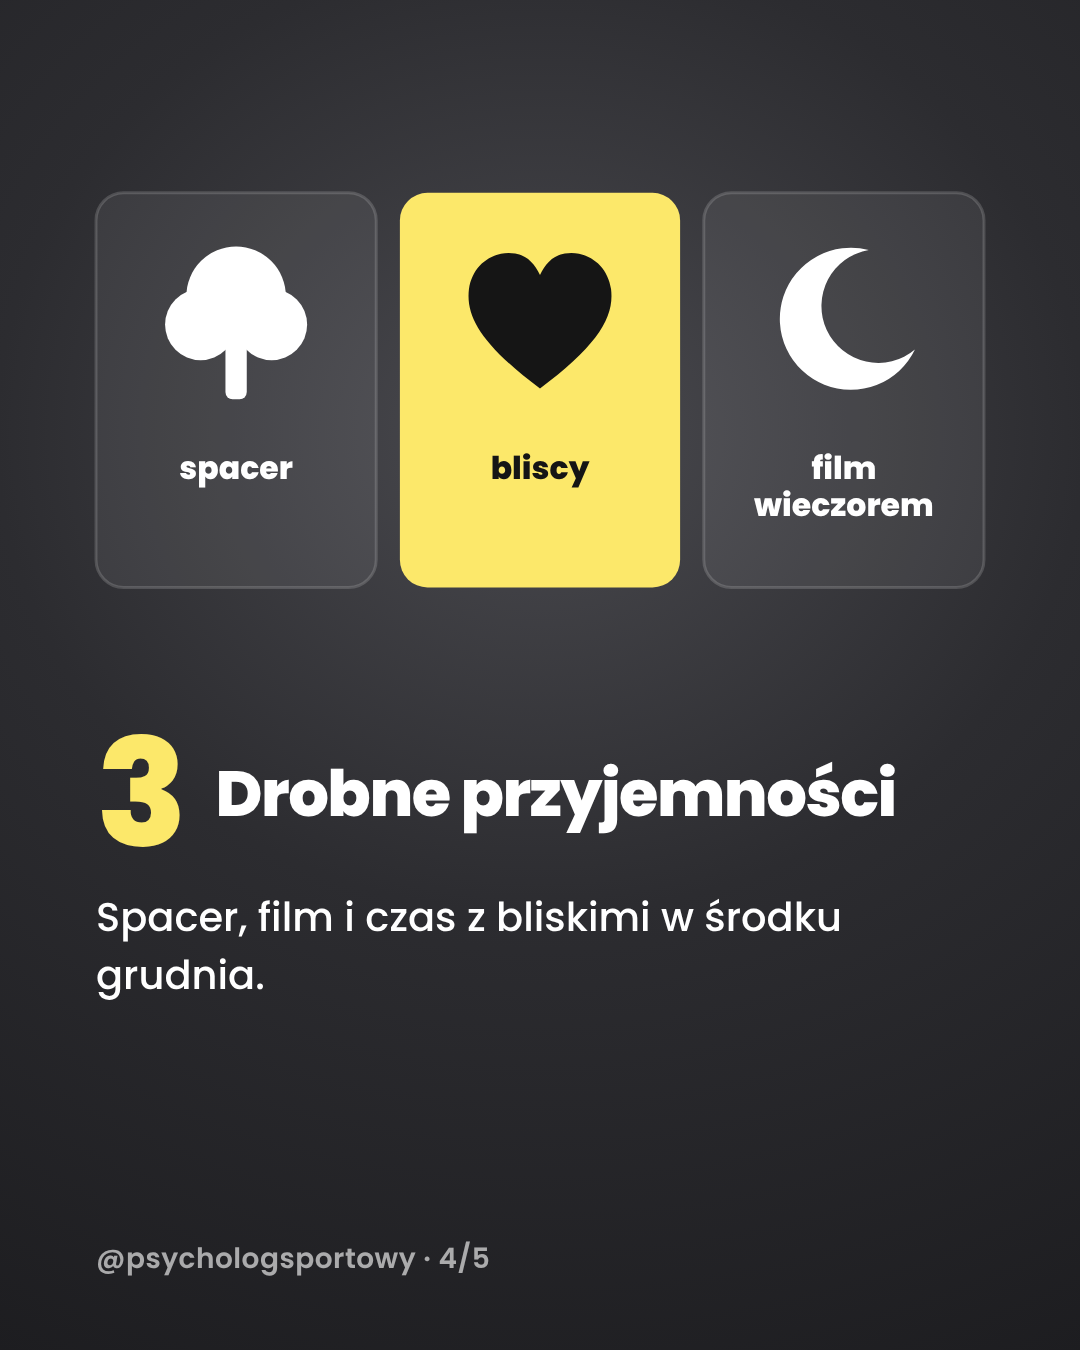 spacer
bliscy
film
wieczorem
3 Drobne przyjemności
Spacer, film i czas z bliskimi w środku
grudnia.
@psychologsportowy · 4/5